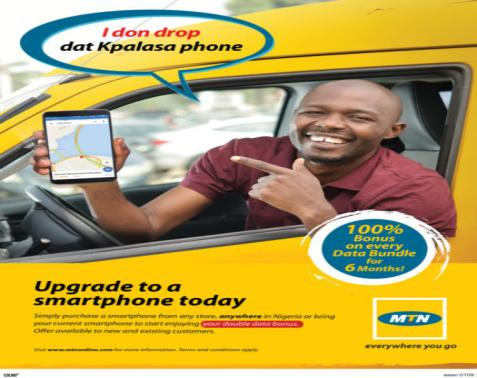 I don drop
dat Kpalasa phone
100%
Bonus
on every
Data Bundle
for
6 Months!
Upgrade to a
smartphone today
Simply purchase a smartphone from any store, anywhere in Nigeria or bring
your current smartphone to start enjoying your double data bonus.
Offer available to new and existing customers.
Visit www.mtnonline.com for more information. Terms and conditions apply
MTN
everywhere you go